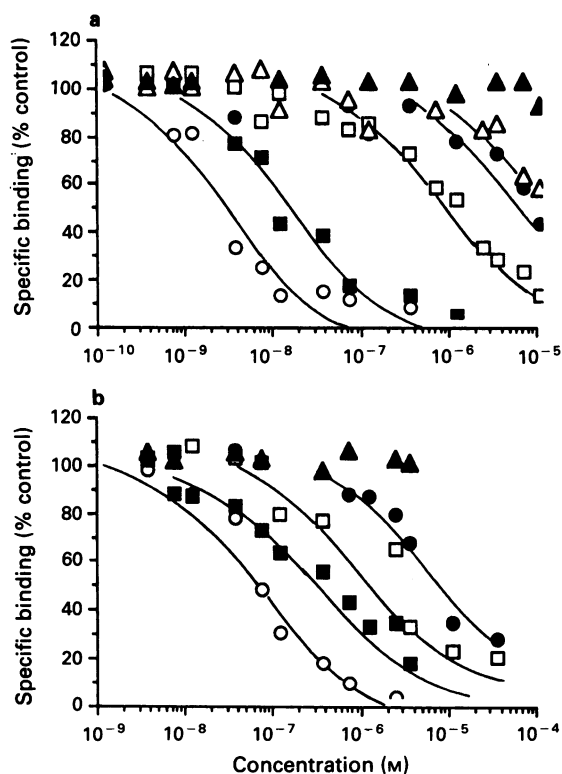 a
Specific binding (% control)
120
100
80
60
40
20
0
10⁻¹⁰ 10⁻⁹ 10⁻⁸ 10⁻⁷ 10⁻⁶ 10⁻⁵
b
Specific binding (% control)
120
100
80
60
40
20
0
10⁻⁹ 10⁻⁸ 10⁻⁷ 10⁻⁶ 10⁻⁵ 10⁻⁴
Concentration (M)